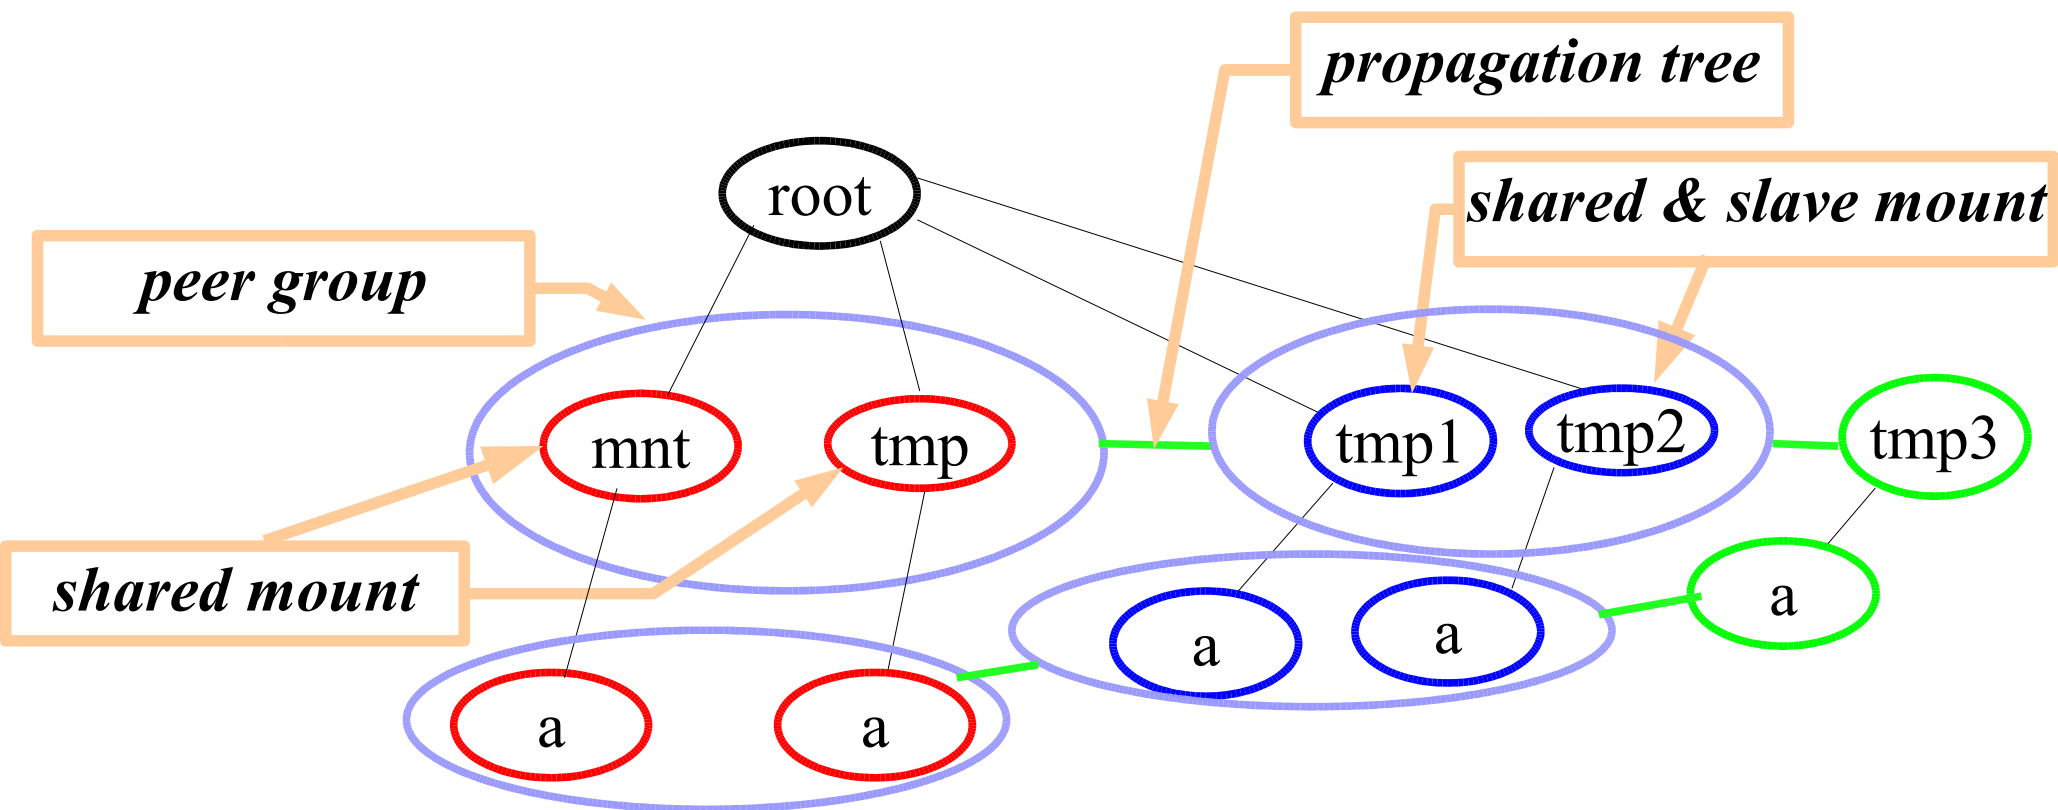 propagation tree
root
shared & slave mount
peer group
mnt
tmp
tmp1
tmp2
tmp3
shared mount
a
a
a
a
a